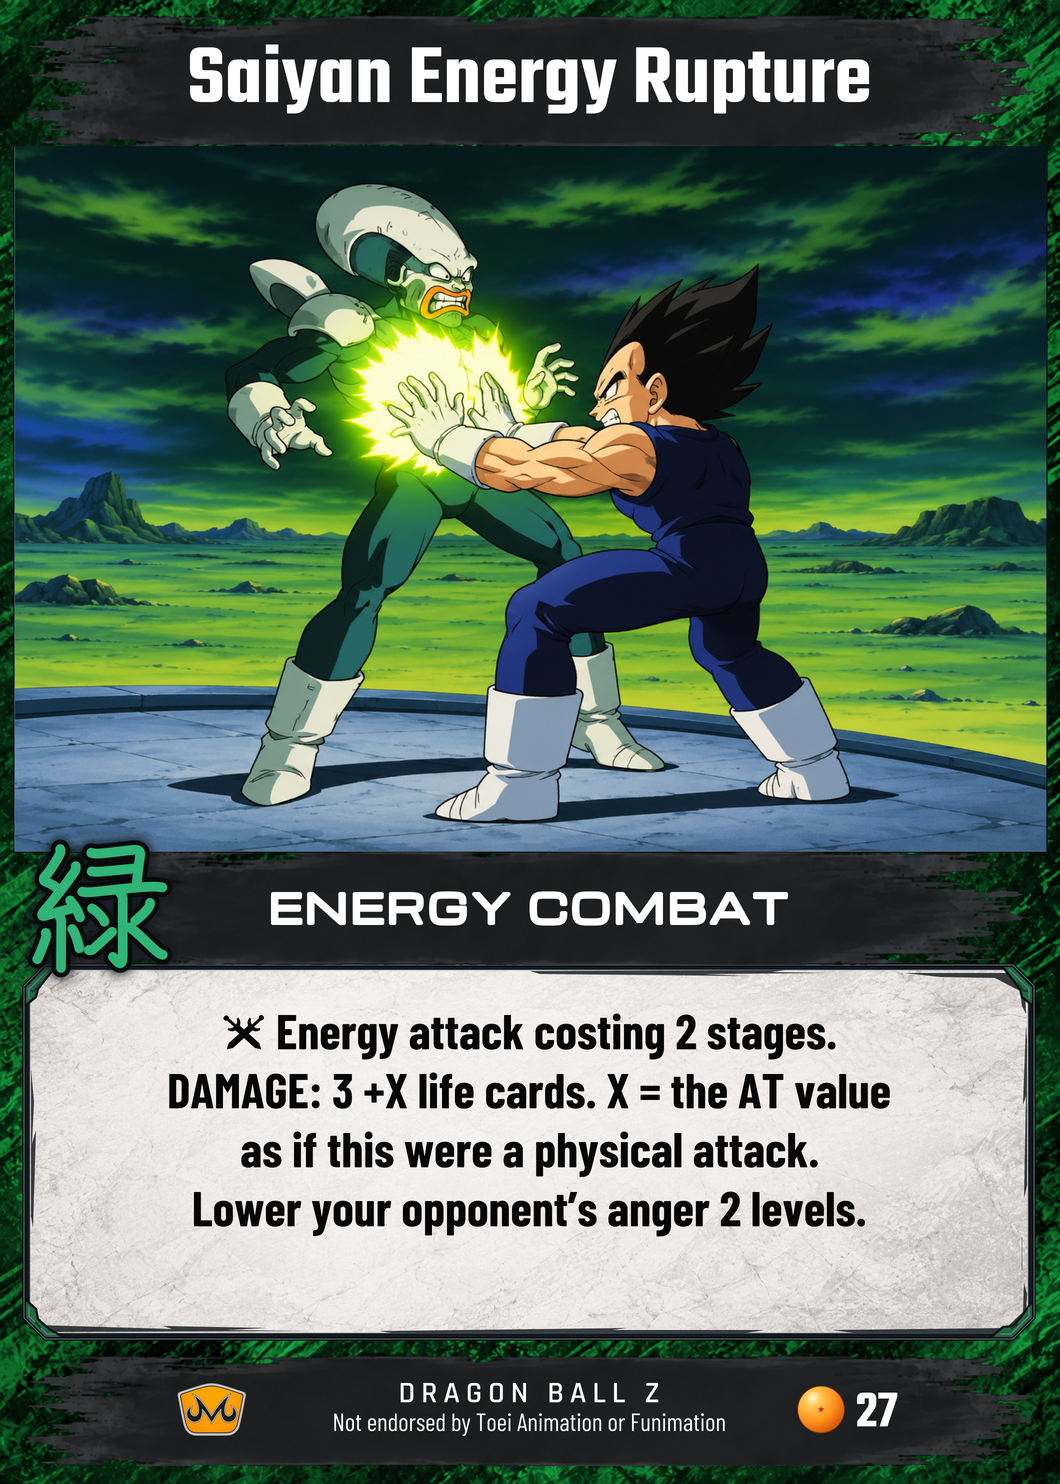 Saiyan Energy Rupture
緑
ENERGY COMBAT
Energy attack costing 2 stages.
DAMAGE: 3 +X life cards. X = the AT value
as if this were a physical attack.
Lower your opponent’s anger 2 levels.
DRAGON BALL Z
Not endorsed by Toei Animation or Funimation
27